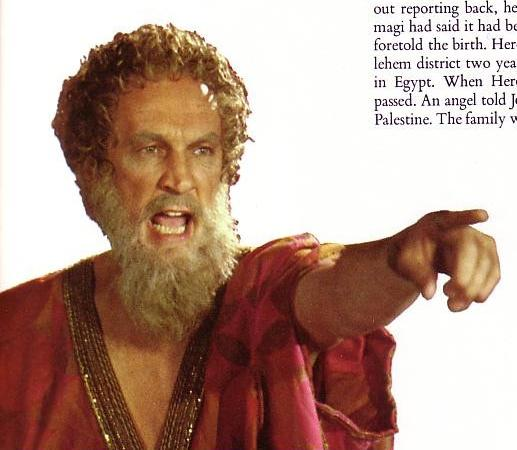 out reporting back, he
magi had said it had be
foretold the birth. Her
lehem district two yea
in Egypt. When Her
passed. An angel told J
Palestine. The family w